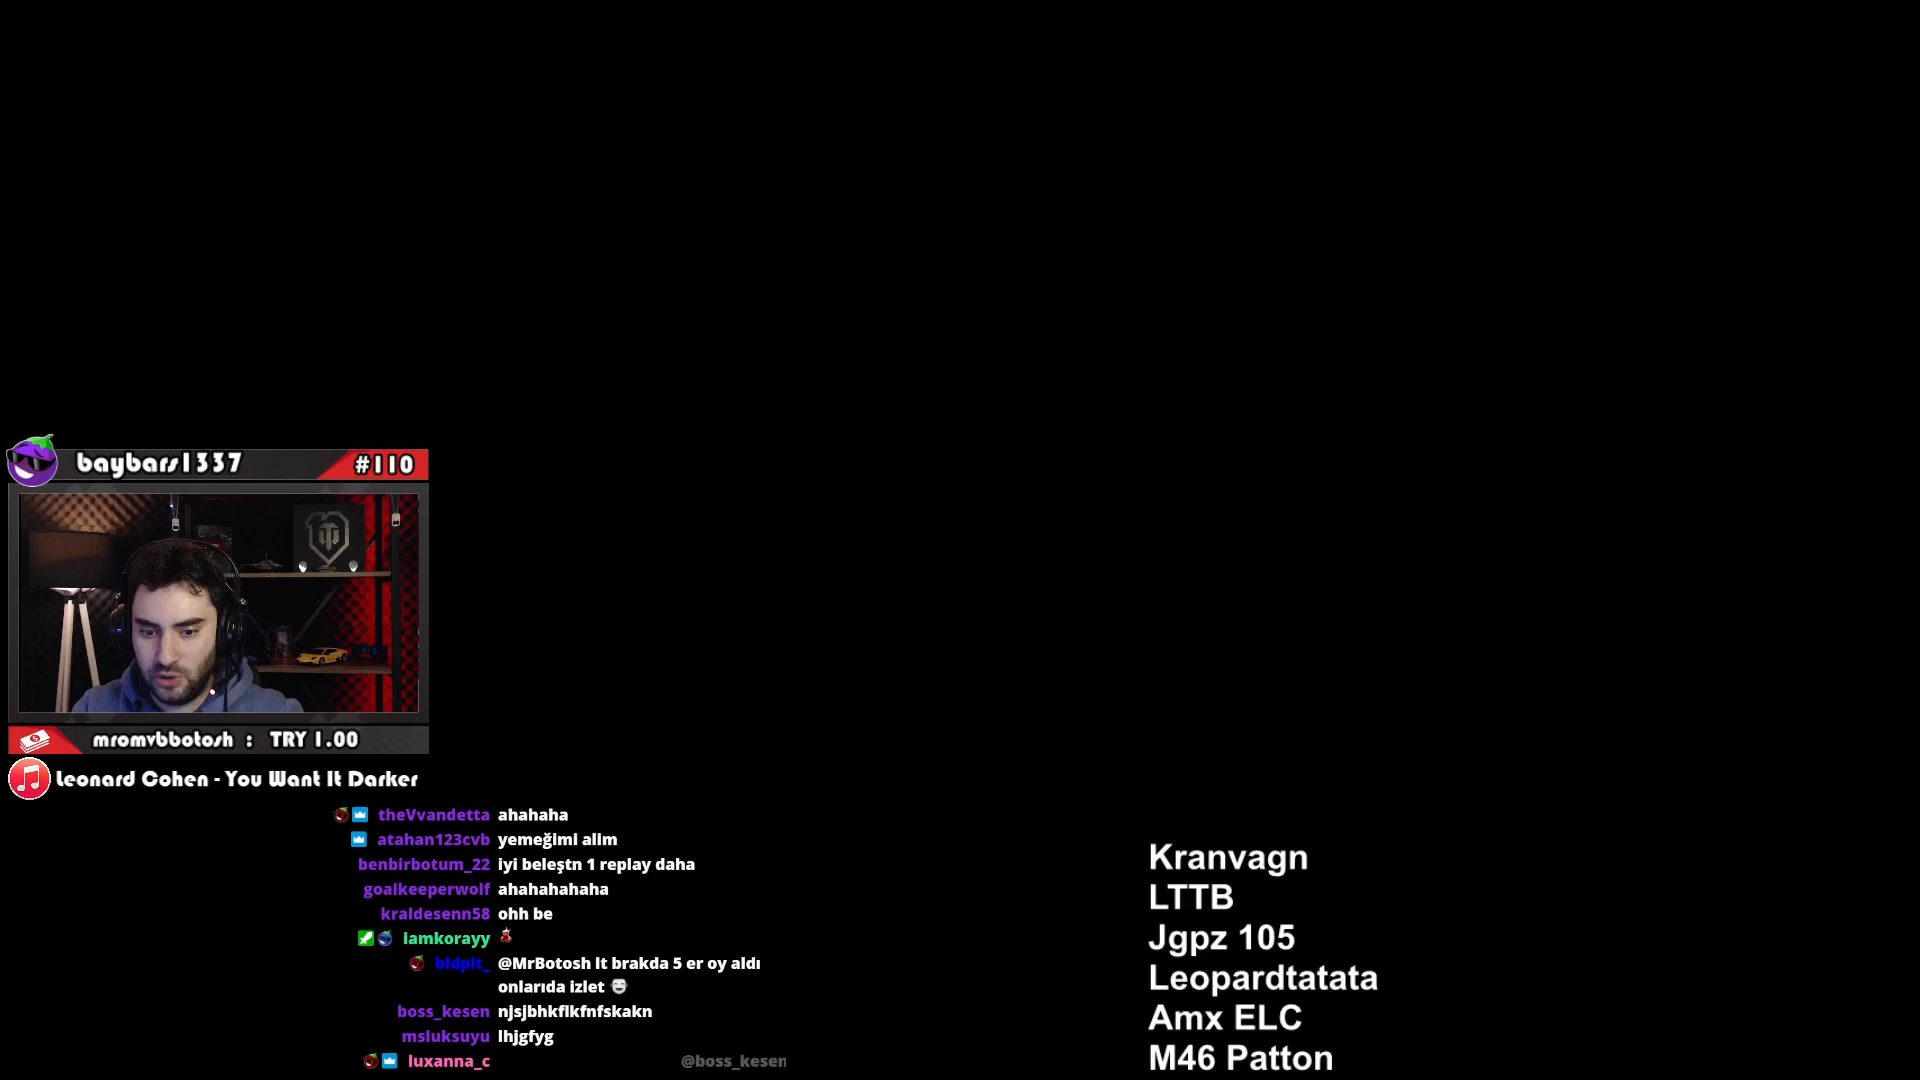 baybars1337 #110
mromvbbotosh : TRY 1.00
Leonard Cohen - You Want It Darker
theVvandetta ahahaha
atahan123cvb yemeğimi alim
benbirbotum_22 iyi beleştn 1 replay daha
goalkeeperwolf ahahahahaha
kraldesenn58 ohh be
iamkorayy
bldplt_ @MrBotosh lt brakda 5 er oy aldı
onlarıda izlet
boss_kesen njsjbhkflkfnfskakn
msluksuyu lhjgfyg
luxanna_c @boss_kesen
Kranvagn
LTTB
Jgpz 105
Leopardtatata
Amx ELC
M46 Patton